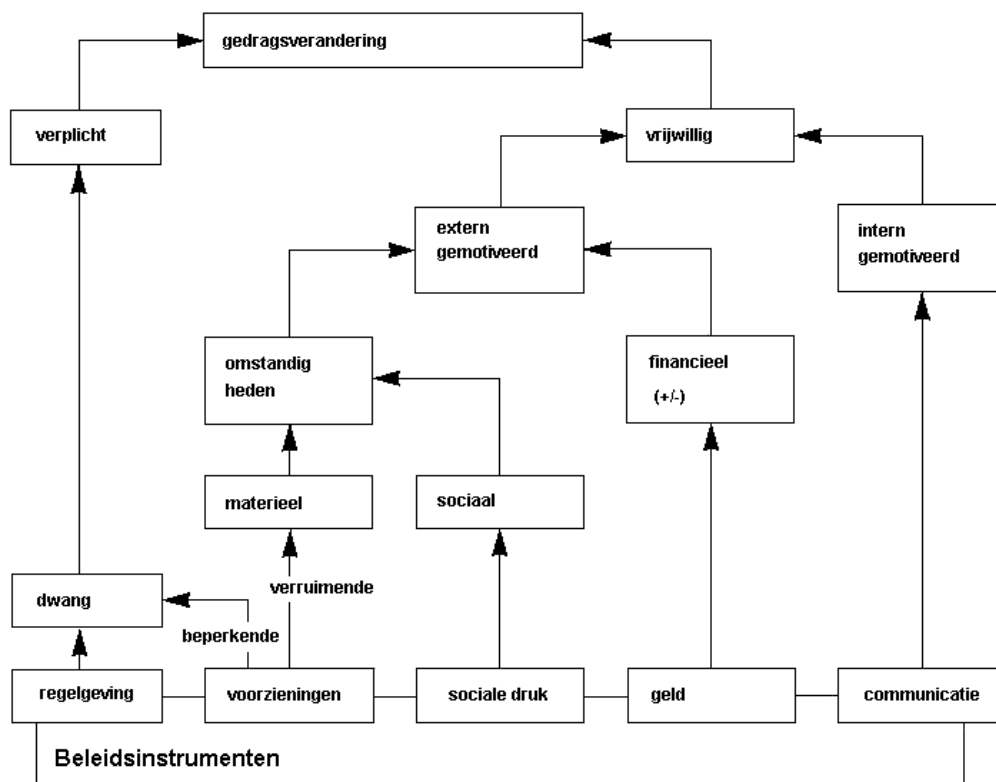 gedragsverandering
verplicht
vrijwillig
extern
gemotiveerd
intern
gemotiveerd
omstandig
heden
financieel
(+/-)
materieel
sociaal
verruimende
dwang
beperkende
regelgeving
voorzieningen
sociale druk
geld
communicatie
Beleidsinstrumenten